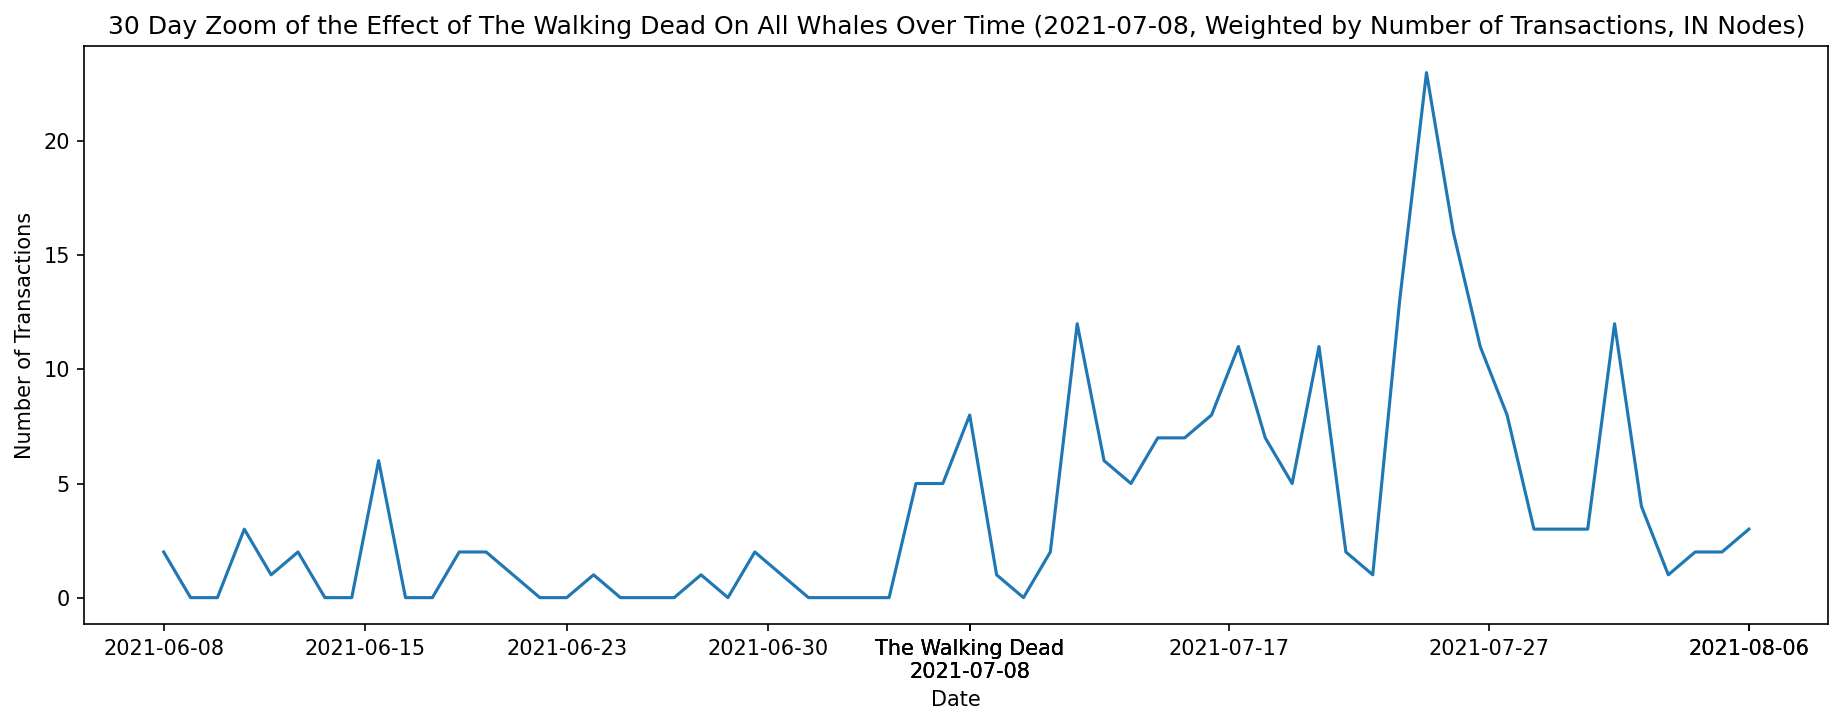 30 Day Zoom of the Effect of The Walking Dead On All Whales Over Time (2021-07-08, Weighted by Number of Transactions, IN Nodes)
Number of Transactions
20
15
10
5
0
2021-06-08 2021-06-15 2021-06-23 2021-06-30 The Walking Dead 2021-07-17 2021-07-27 2021-08-06
2021-07-08
Date